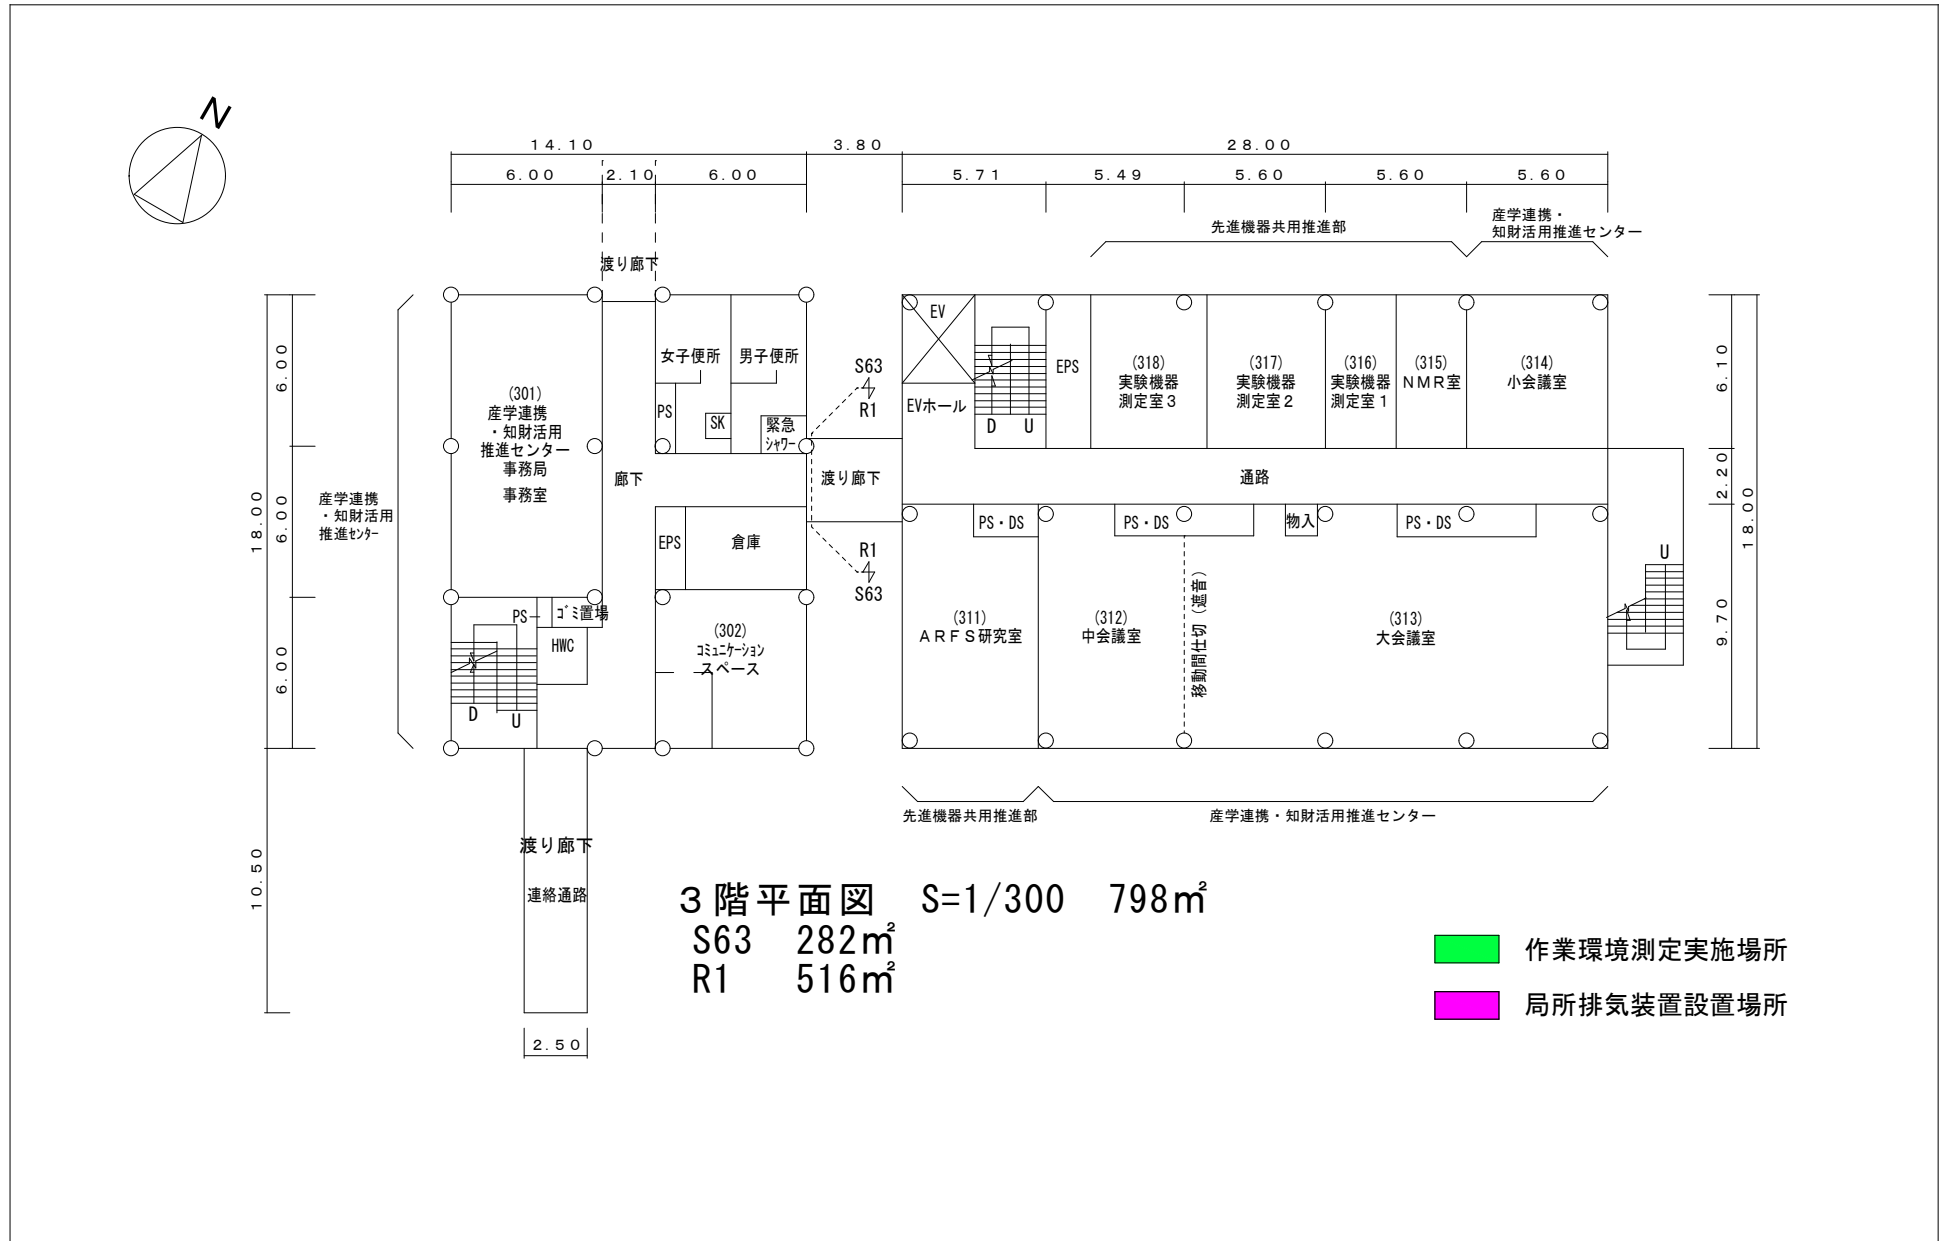 N
14.10
3.80
28.00
6.00
2.10
6.00
5.71
5.49
5.60
5.60
5.60
先進機器共用推進部
産学連携・
知財活用推進センター
渡り廊下
EV
女子便所
男子便所
S63
R1
EVホール
EPS
D
U
(318)
実験機器
測定室3
(317)
実験機器
測定室2
(316)
実験機器
測定室1
(315)
NMR室
(314)
小会議室
6.00
6.00
6.00
18.00
10.50
6.10
2.20
9.70
18.00
(301)
産学連携
・知財活用
推進センター
事務局
事務室
PS
SK
緊急
シャワー
廊下
渡り廊下
通路
産学連携
・知財活用
推進センター
EPS
倉庫
R1
S63
PS・DS
PS・DS
物入
PS・DS
U
PS
ゴミ置場
HWC
D
U
(302)
コミュニケーション
スペース
(311)
ARFS研究室
(312)
中会議室
移動間仕切(遮音)
(313)
大会議室
先進機器共用推進部
産学連携・知財活用推進センター
渡り廊下
連絡通路
2.50
3階平面図 S=1/300 798㎡
S63 282㎡
R1 516㎡
作業環境測定実施場所
局所排気装置設置場所